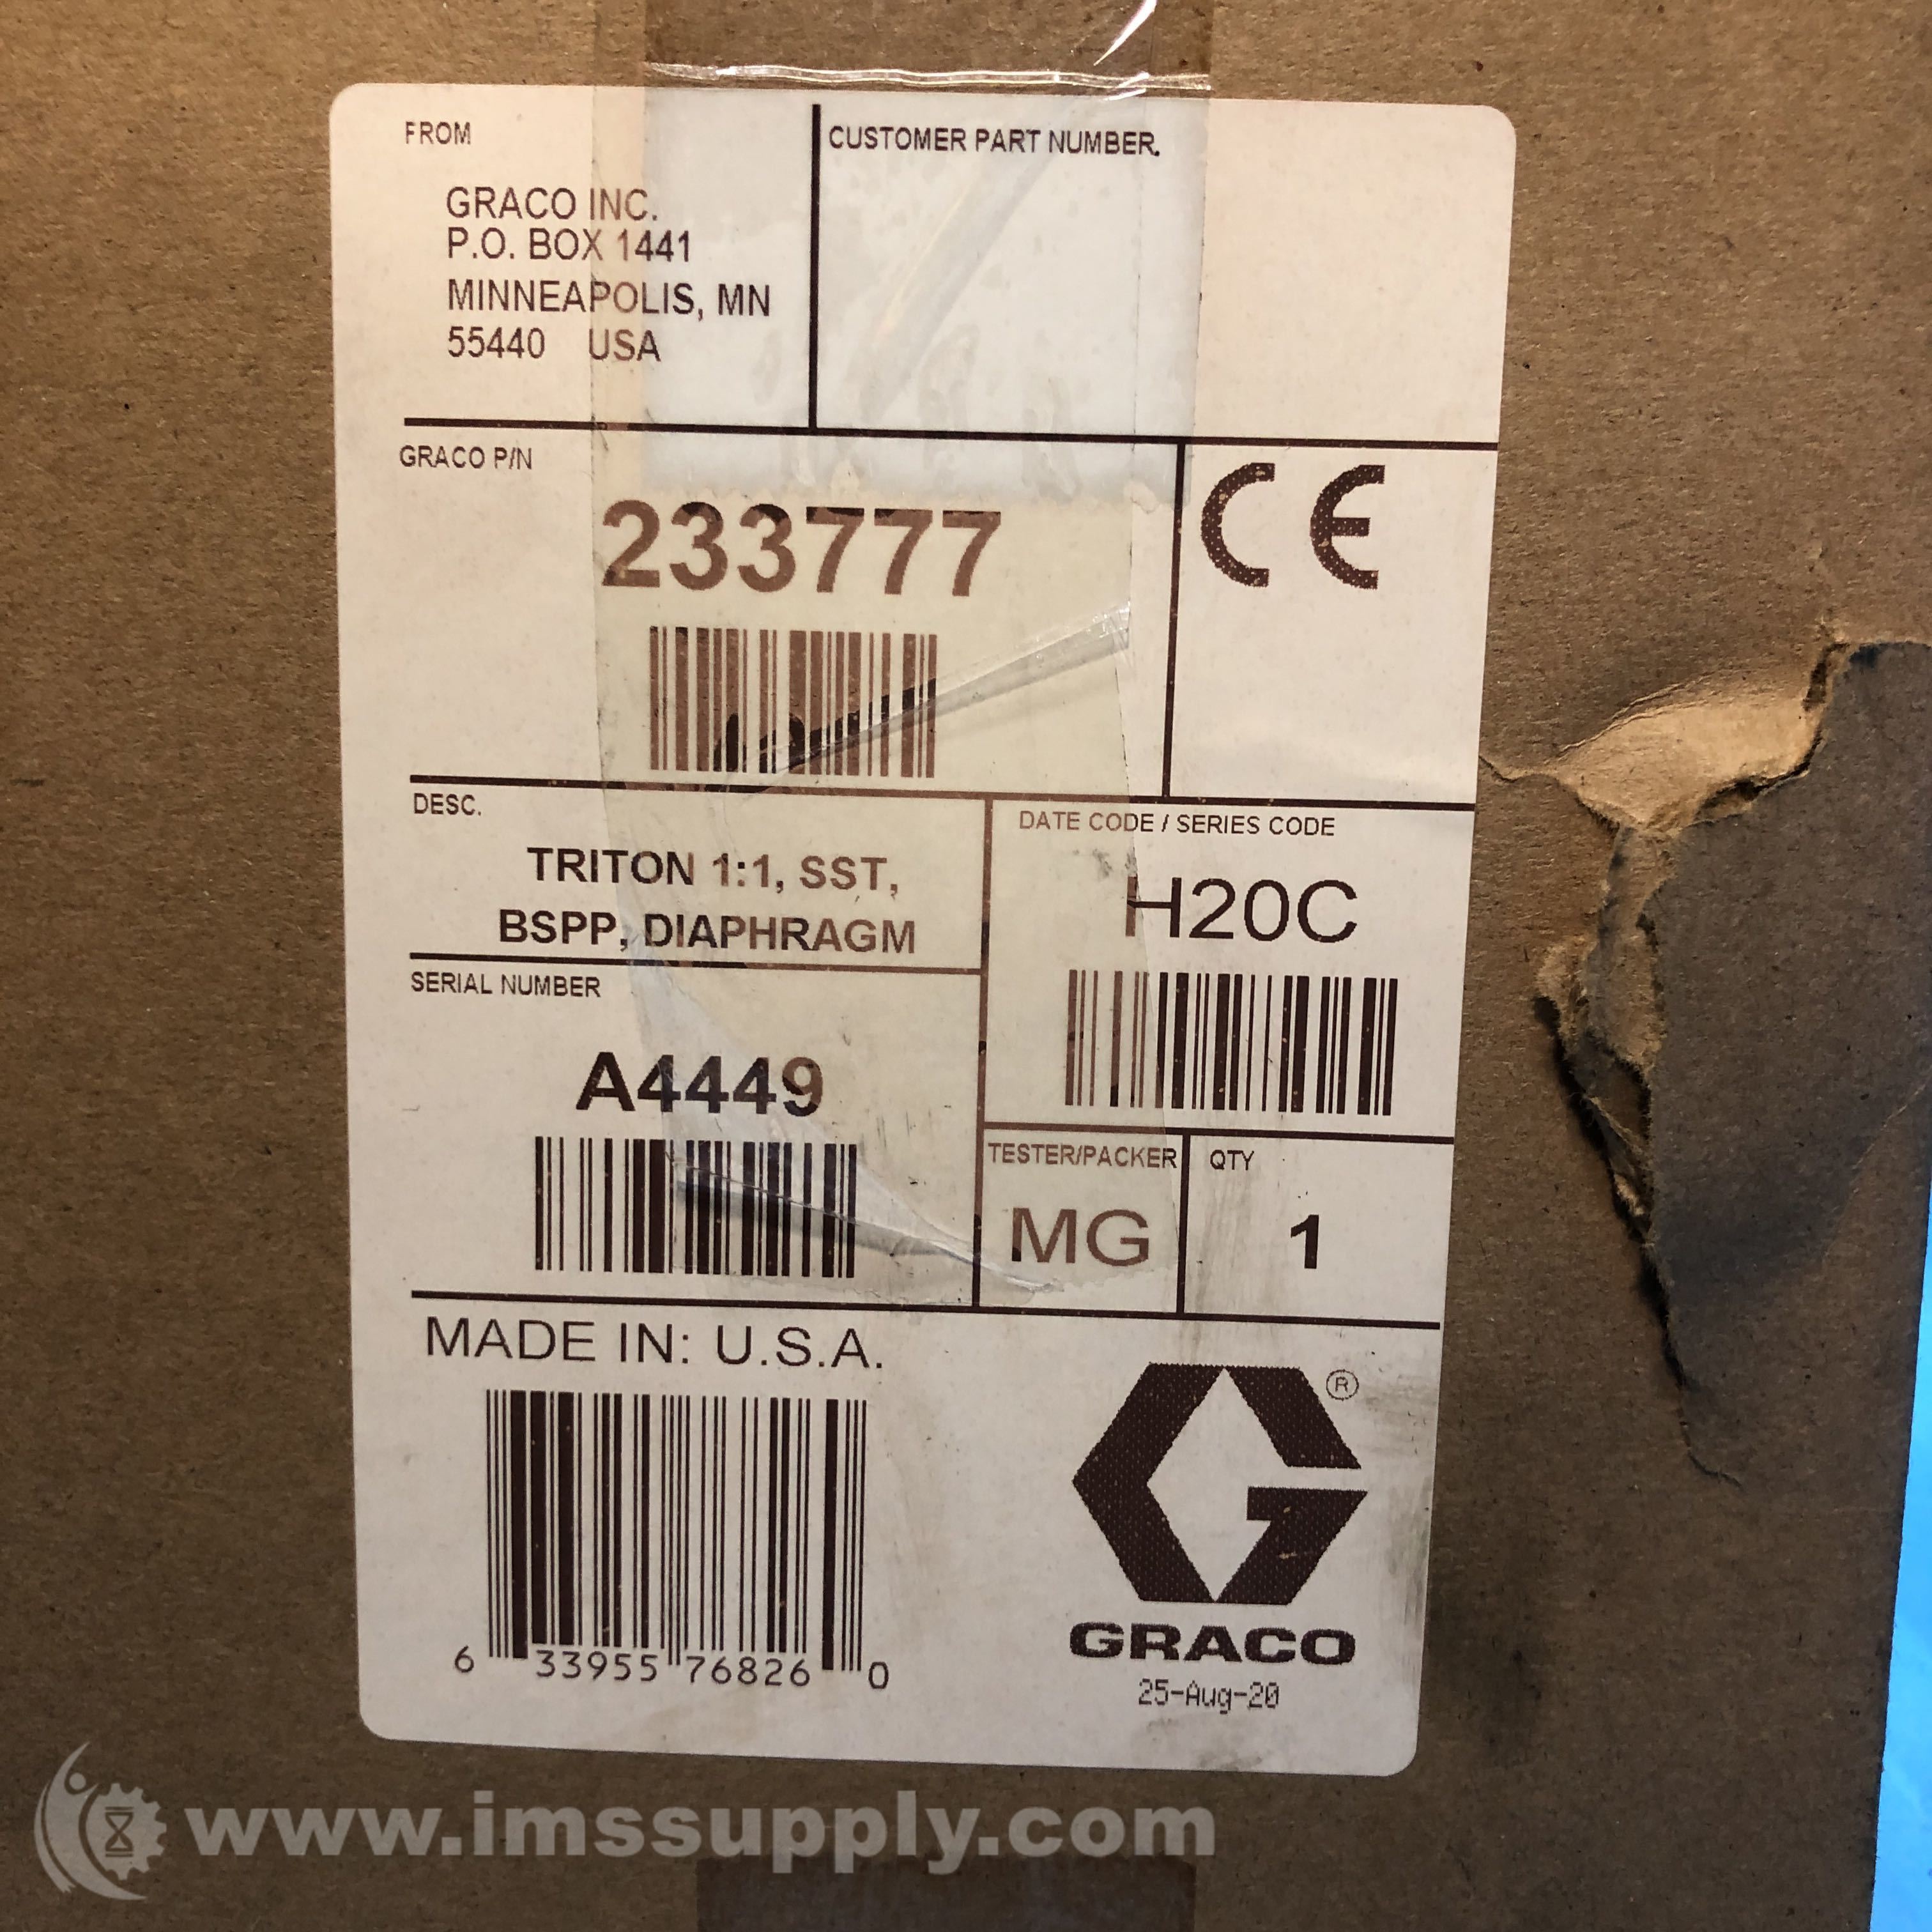 FROM
GRACO INC.
P.O. BOX 1441
MINNEAPOLIS, MN
55440 USA
CUSTOMER PART NUMBER.
GRACO P/N
233777
CE
DESC.
TRITON 1:1, SST,
BSPP, DIAPHRAGM
DATE CODE / SERIES CODE
H20C
SERIAL NUMBER
A4449
TESTER/PACKER
MG
QTY
1
MADE IN: U.S.A.
6 33955 76826 0
G ®
GRACO
25-Aug-20
www.imssupply.com